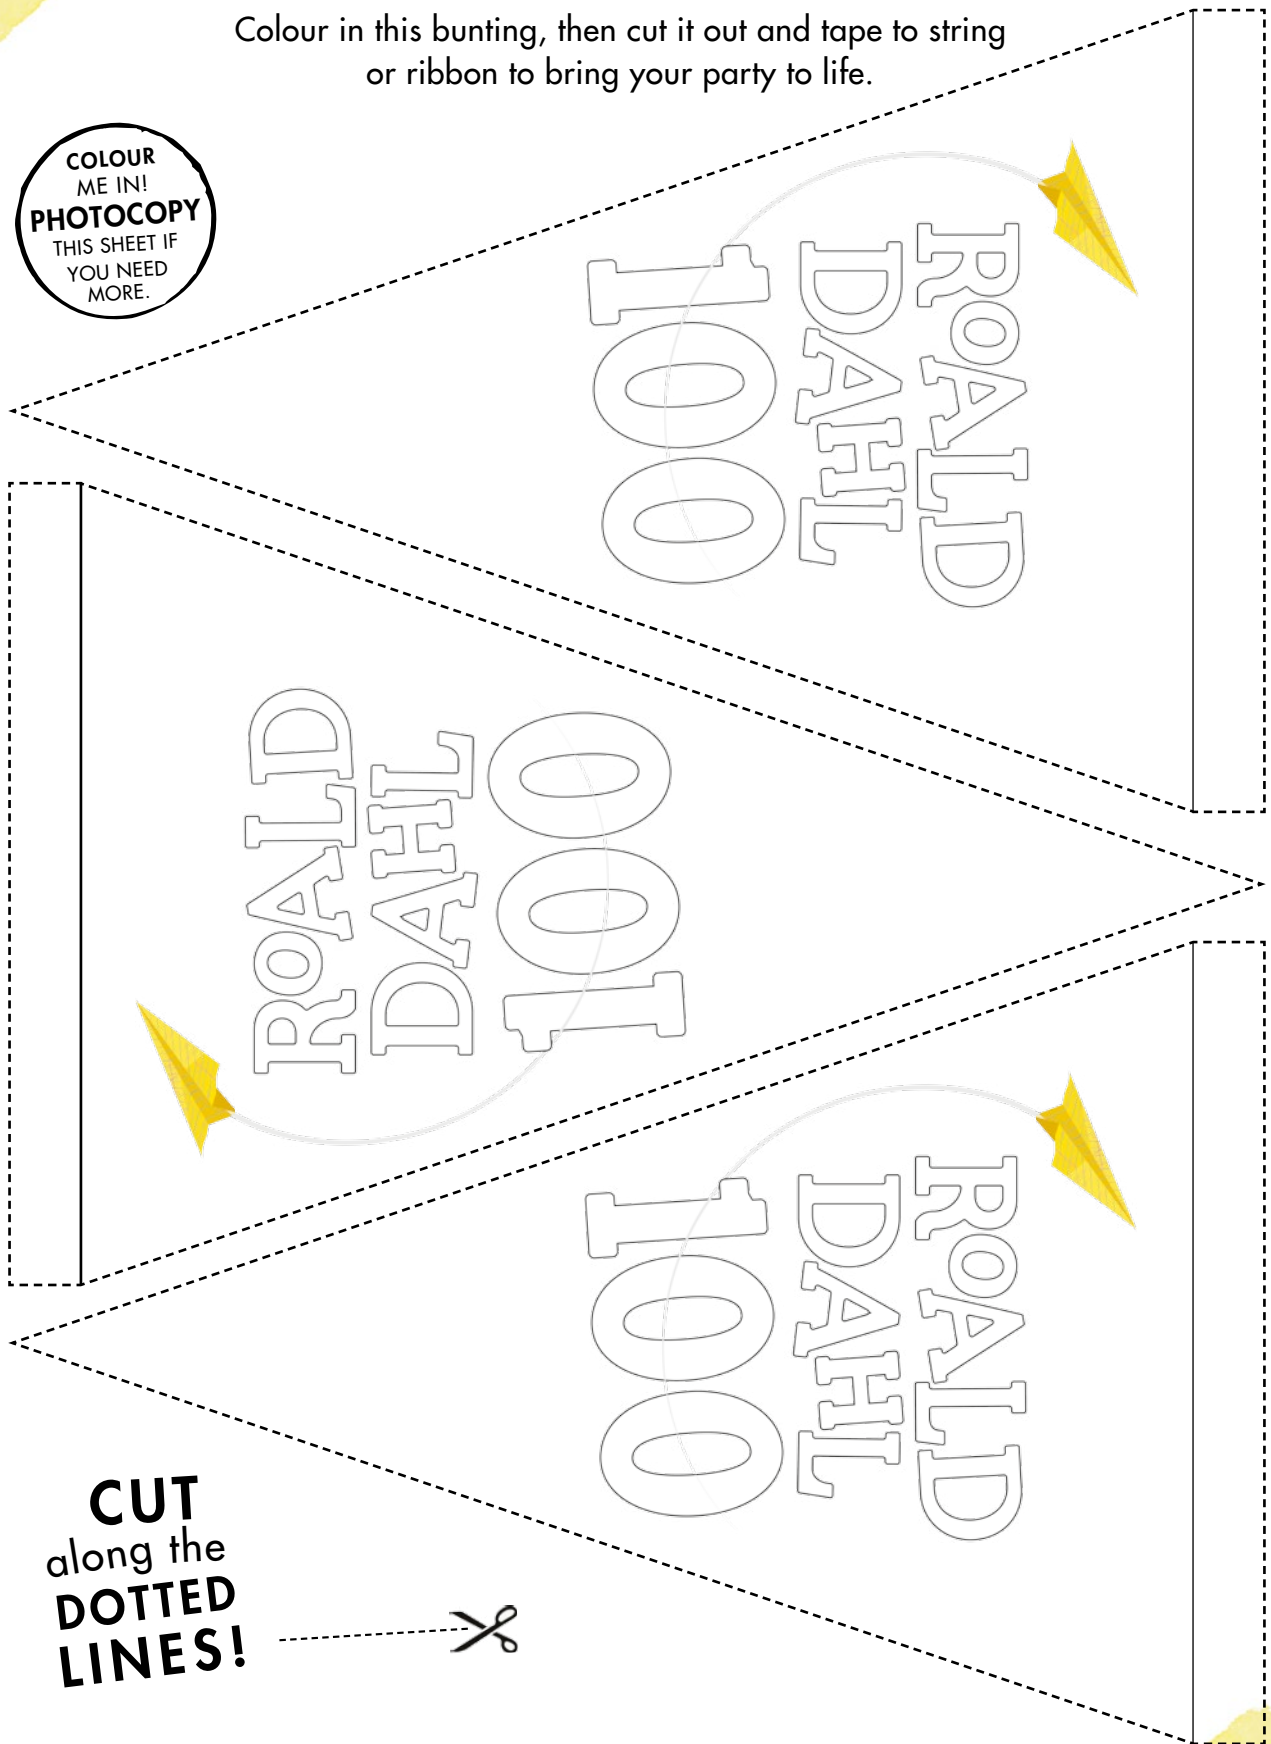 Colour in this bunting, then cut it out and tape to string
or ribbon to bring your party to life.
COLOUR
ME IN!
PHOTOCOPY
THIS SHEET IF
YOU NEED
MORE.
ROALD
DAHL
100
ROALD
DAHL
100
ROALD
DAHL
100
CUT
along the
DOTTED
LINES!